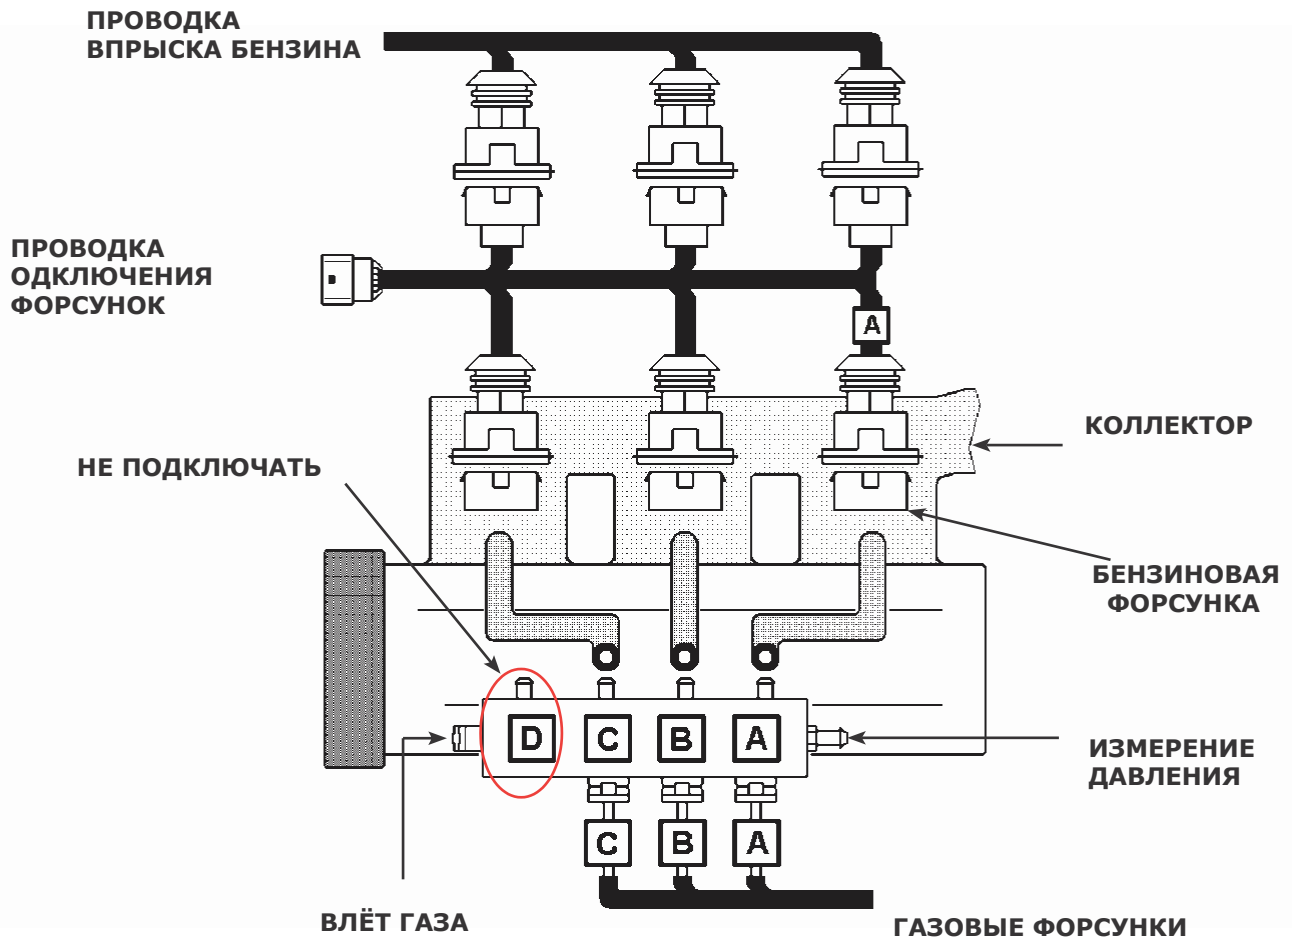 ПРОВОДКА
ВПРЫСКА БЕНЗИНА
ПРОВОДКА
ОДКЛЮЧЕНИЯ
ФОРСУНОК
B
A
КОЛЛЕКТОР
НЕ ПОДКЛЮЧАТЬ
БЕНЗИНОВАЯ
ФОРСУНКА
D C B A
ИЗМЕРЕНИЕ
ДАВЛЕНИЯ
C B A
ВЛЁТ ГАЗА
ГАЗОВЫЕ ФОРСУНКИ